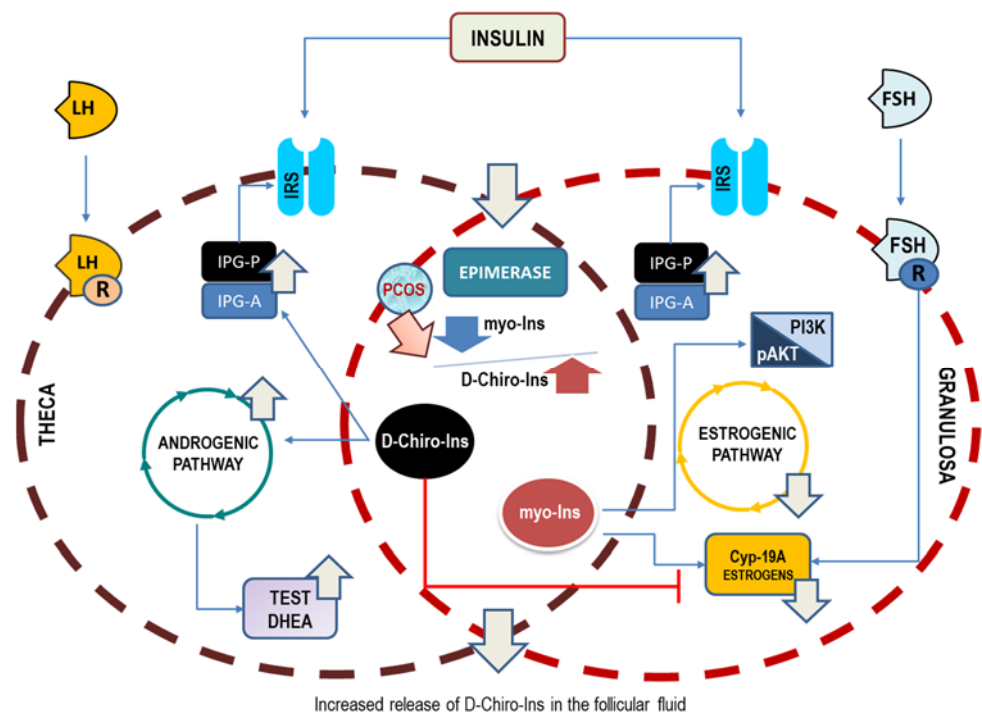 INSULIN
LH
FSH
IRS
IRS
LH
R
IPG-P
IPG-A
EPIMERASE
PCOS
myo-Ins
D-Chiro-Ins
IPG-P
IPG-A
FSH
R
PI3K
pAKT
THECA
GRANULOSA
ANDROGENIC
PATHWAY
D-Chiro-Ins
ESTROGENIC
PATHWAY
myo-Ins
Cyp-19A
ESTROGENS
TEST
DHEA
Increased release of D-Chiro-Ins in the follicular fluid